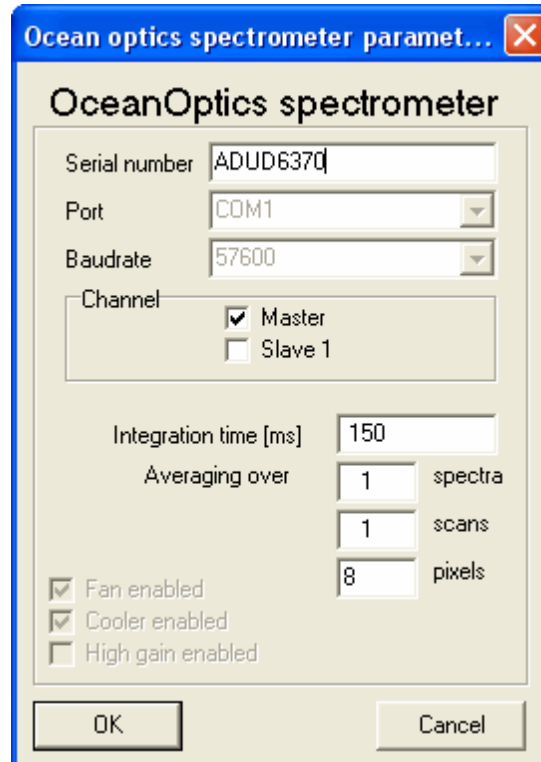 Ocean optics spectrometer paramet...
OceanOptics spectrometer
Serial number ADUD6370
Port COM1
Baudrate 57600
Channel
Master
Slave 1
Integration time [ms] 150
Averaging over 1 spectra
1 scans
8 pixels
Fan enabled
Cooler enabled
High gain enabled
OK Cancel